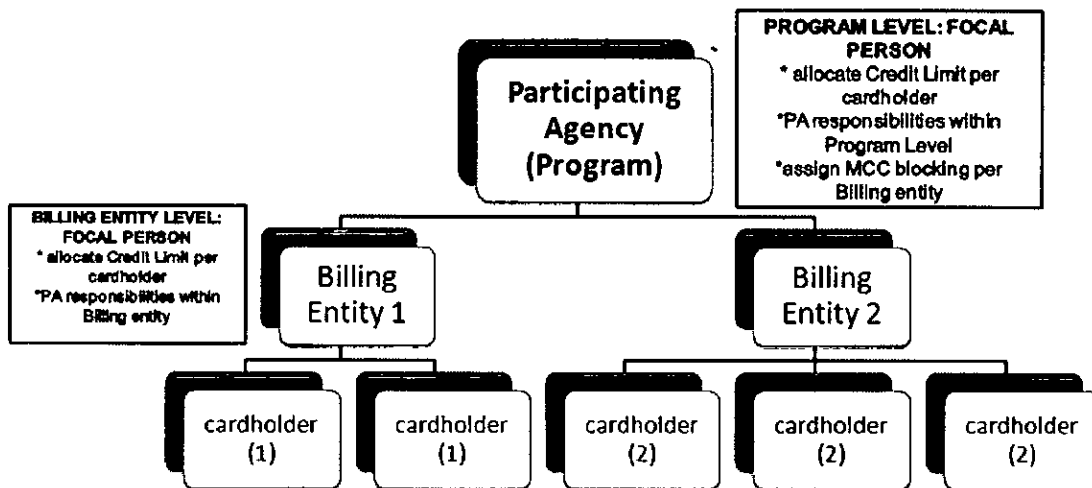 PROGRAM LEVEL: FOCAL
PERSON
* allocate Credit Limit per
cardholder
*PA responsibilities within
Program Level
*assign MCC blocking per
Billing entity
Participating
Agency
(Program)
BILLING ENTITY LEVEL:
FOCAL PERSON
* allocate Credit Limit per
cardholder
*PA responsibilities within
Billing entity
Billing
Entity 1
Billing
Entity 2
cardholder
(1)
cardholder
(1)
cardholder
(2)
cardholder
(2)
cardholder
(2)